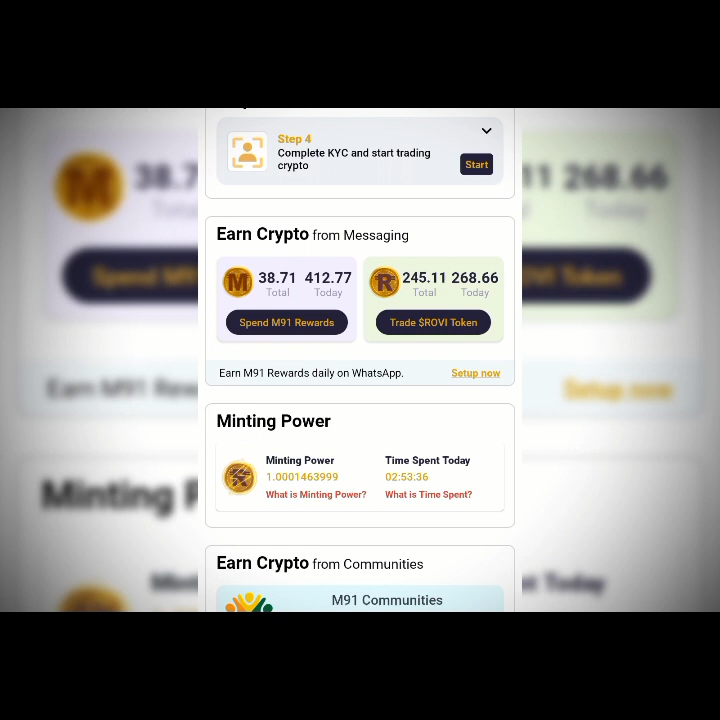 Step 4
Complete KYC and start trading
crypto
Start
Earn Crypto from Messaging
M 38.71 412.77
Total Today
Spend M91 Rewards
R 245.11 268.66
Total Today
Trade $ROVI Token
Earn M91 Rewards daily on WhatsApp. Setup now
Minting Power
Minting Power Time Spent Today
1.0001463999 02:53:36
What is Minting Power? What is Time Spent?
Earn Crypto from Communities
M91 Communities